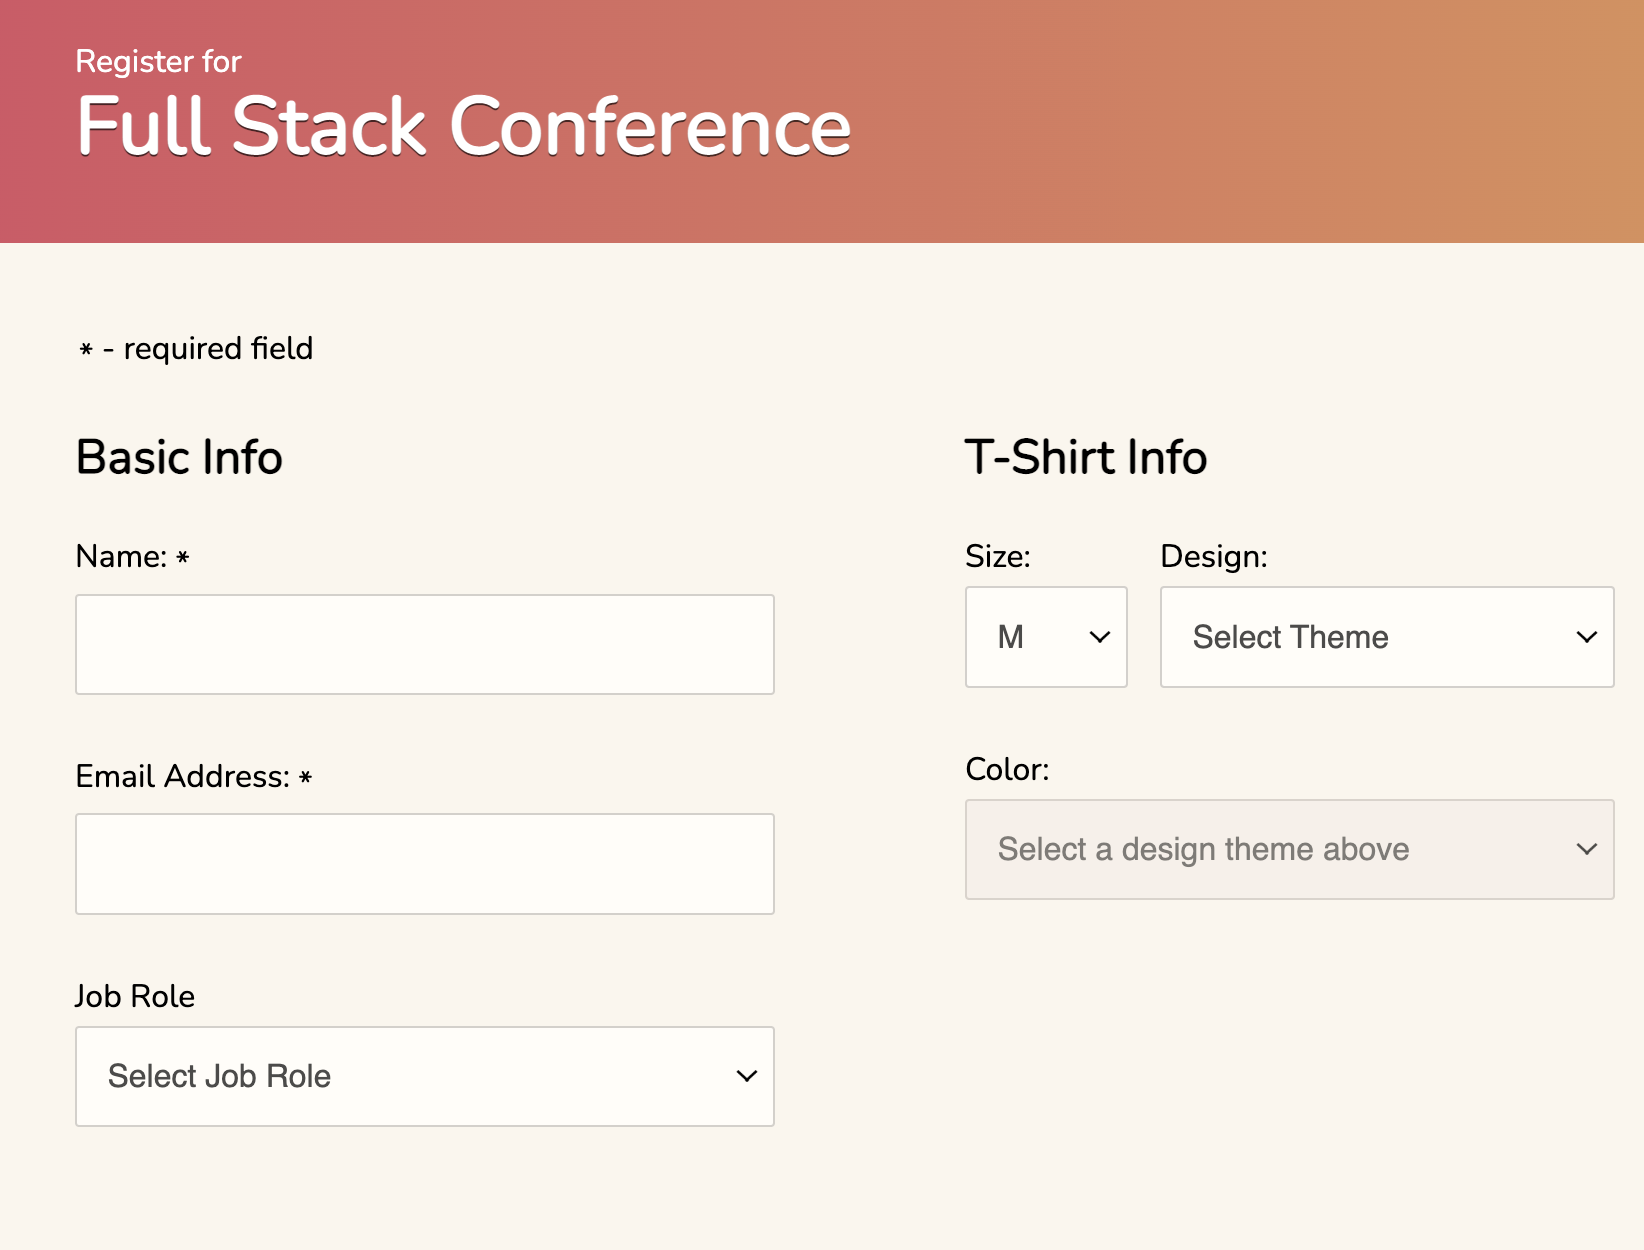 Register for
Full Stack Conference
* - required field
Basic Info
Name: *
Email Address: *
Job Role
Select Job Role
T-Shirt Info
Size:
M
Design:
Select Theme
Color:
Select a design theme above